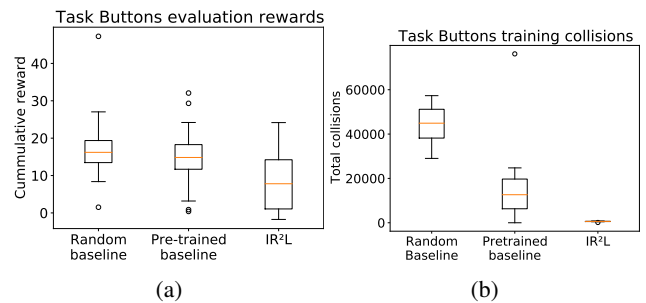 Task Buttons evaluation rewards
Cummulative reward
40
30
20
10
0
Random
baseline
Pre-trained
baseline
IR²L
(a)
Task Buttons training collisions
Total collisions
60000
40000
20000
0
Random
Baseline
Pretrained
baseline
IR²L
(b)